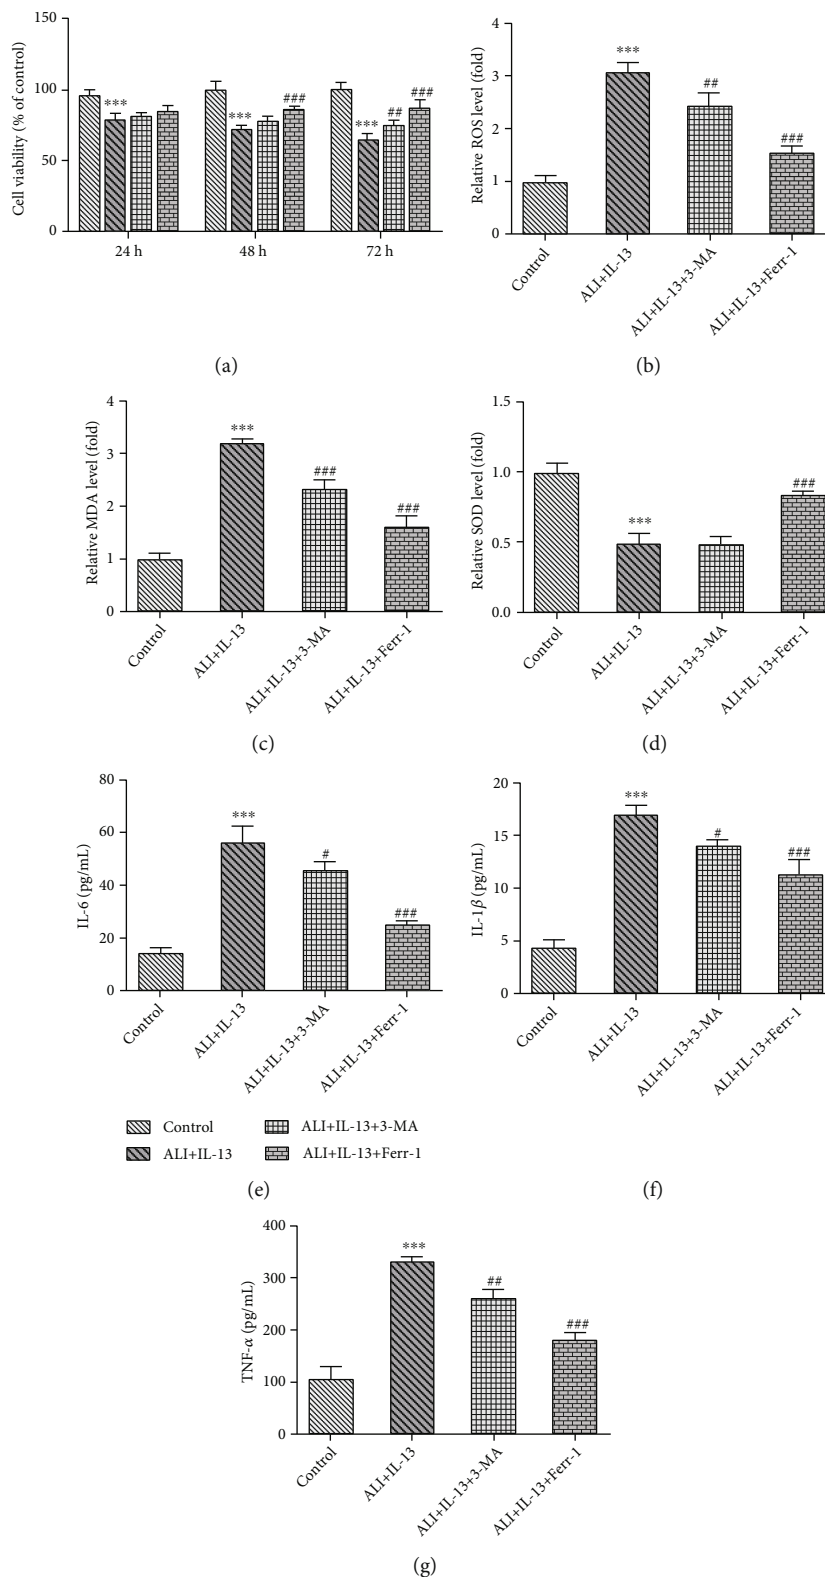 Cell viability (% of control)
150
100
50
0
***
***
###
***
##
###
24 h
48 h
72 h
(a)
Relative ROS level (fold)
4
3
2
1
0
***
##
###
Control
ALI+IL-13
ALI+IL-13+3-MA
ALI+IL-13+Ferr-1
(b)
Relative MDA level (fold)
4
3
2
1
0
***
###
###
Control
ALI+IL-13
ALI+IL-13+3-MA
ALI+IL-13+Ferr-1
(c)
Relative SOD level (fold)
1.5
1.0
0.5
0.0
***
###
Control
ALI+IL-13
ALI+IL-13+3-MA
ALI+IL-13+Ferr-1
(d)
IL-6 (pg/mL)
80
60
40
20
0
***
#
###
Control
ALI+IL-13
ALI+IL-13+3-MA
ALI+IL-13+Ferr-1
Control
ALI+IL-13+3-MA
ALI+IL-13
ALI+IL-13+Ferr-1
(e)
IL-1β (pg/mL)
20
15
10
5
0
***
#
###
Control
ALI+IL-13
ALI+IL-13+3-MA
ALI+IL-13+Ferr-1
(f)
TNF-α (pg/mL)
400
300
200
100
0
***
##
###
Control
ALI+IL-13
ALI+IL-13+3-MA
ALI+IL-13+Ferr-1
(g)